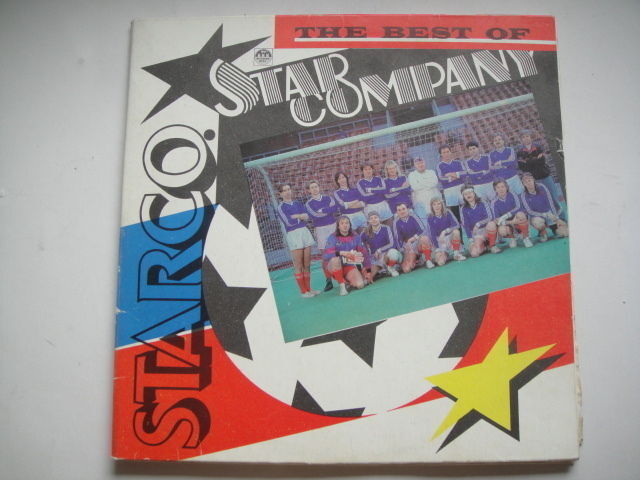 THE BEST OF
STAR
COMPANY
STARCO.